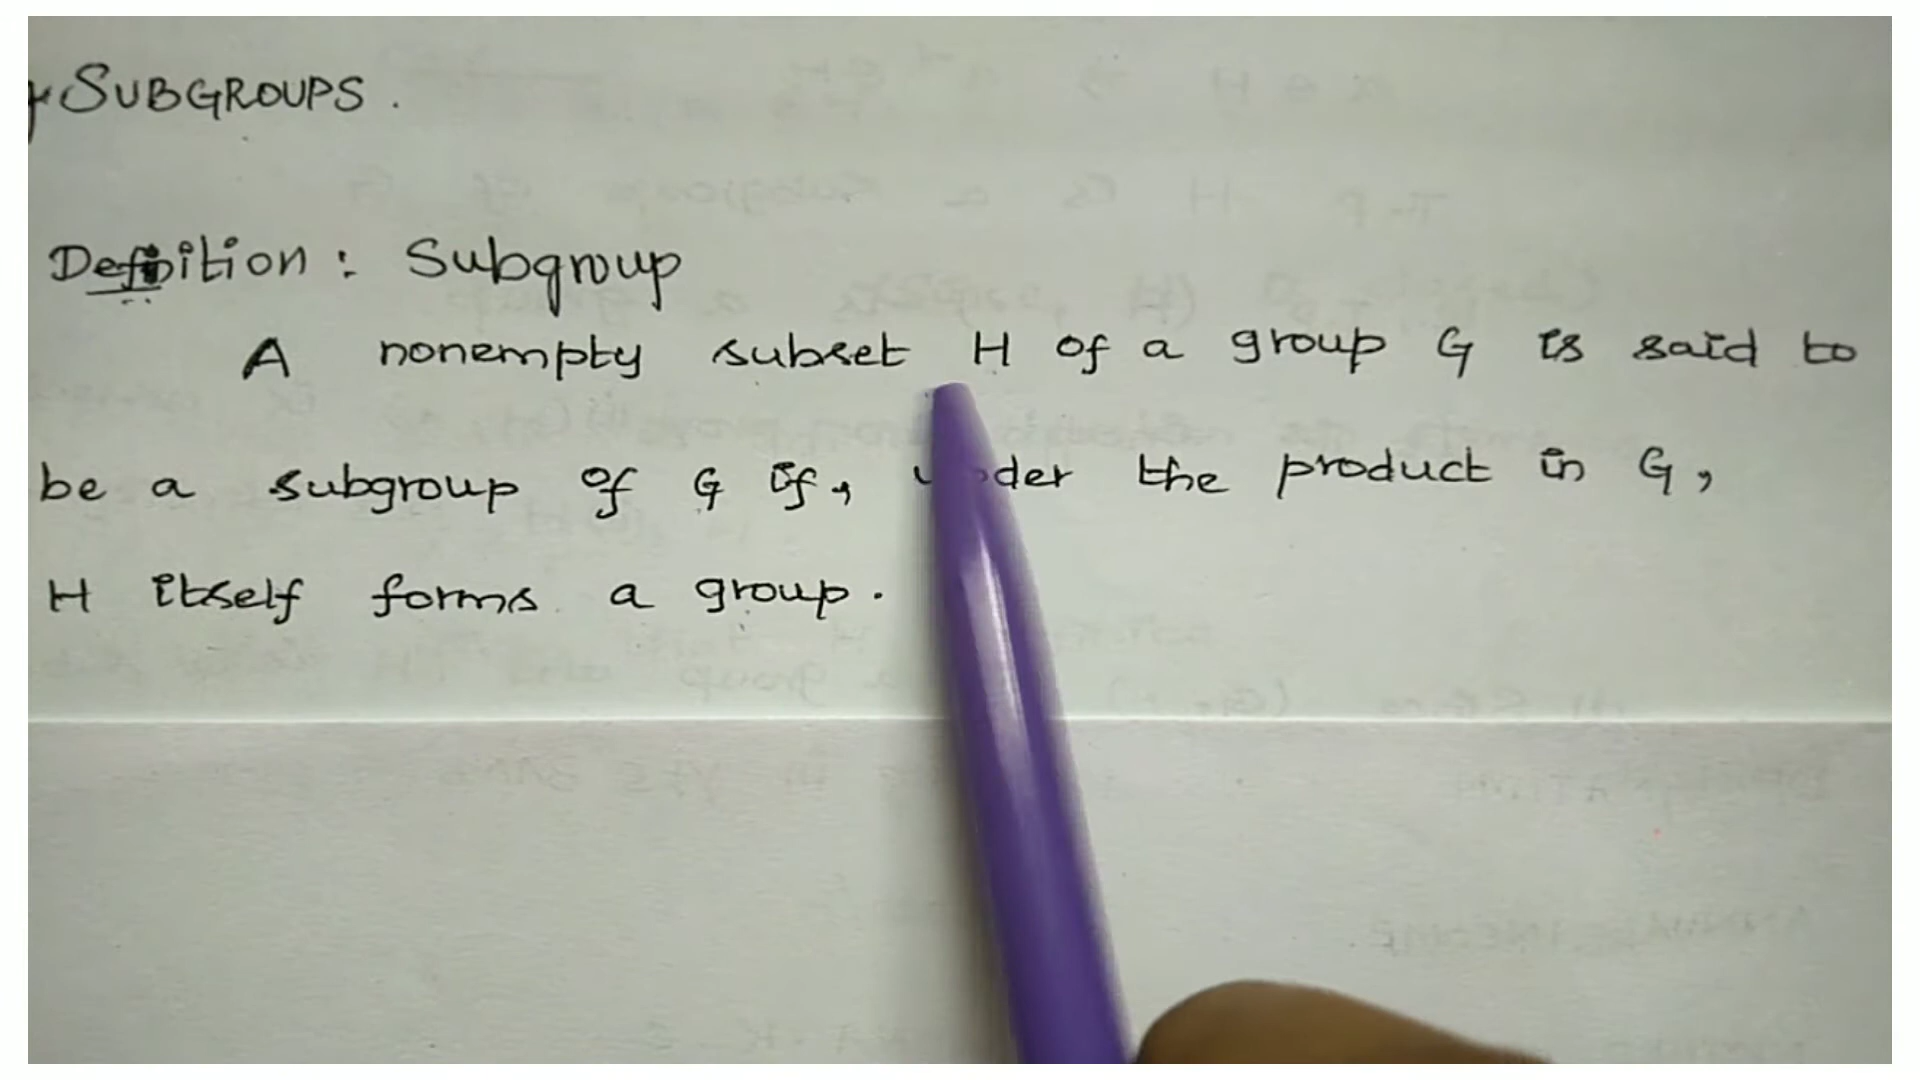 SUBGROUPS.
Definition: Subgroup
A nonempty subset H of a group G is said to
be a subgroup of G if, under the product in G,
H itself forms a group.